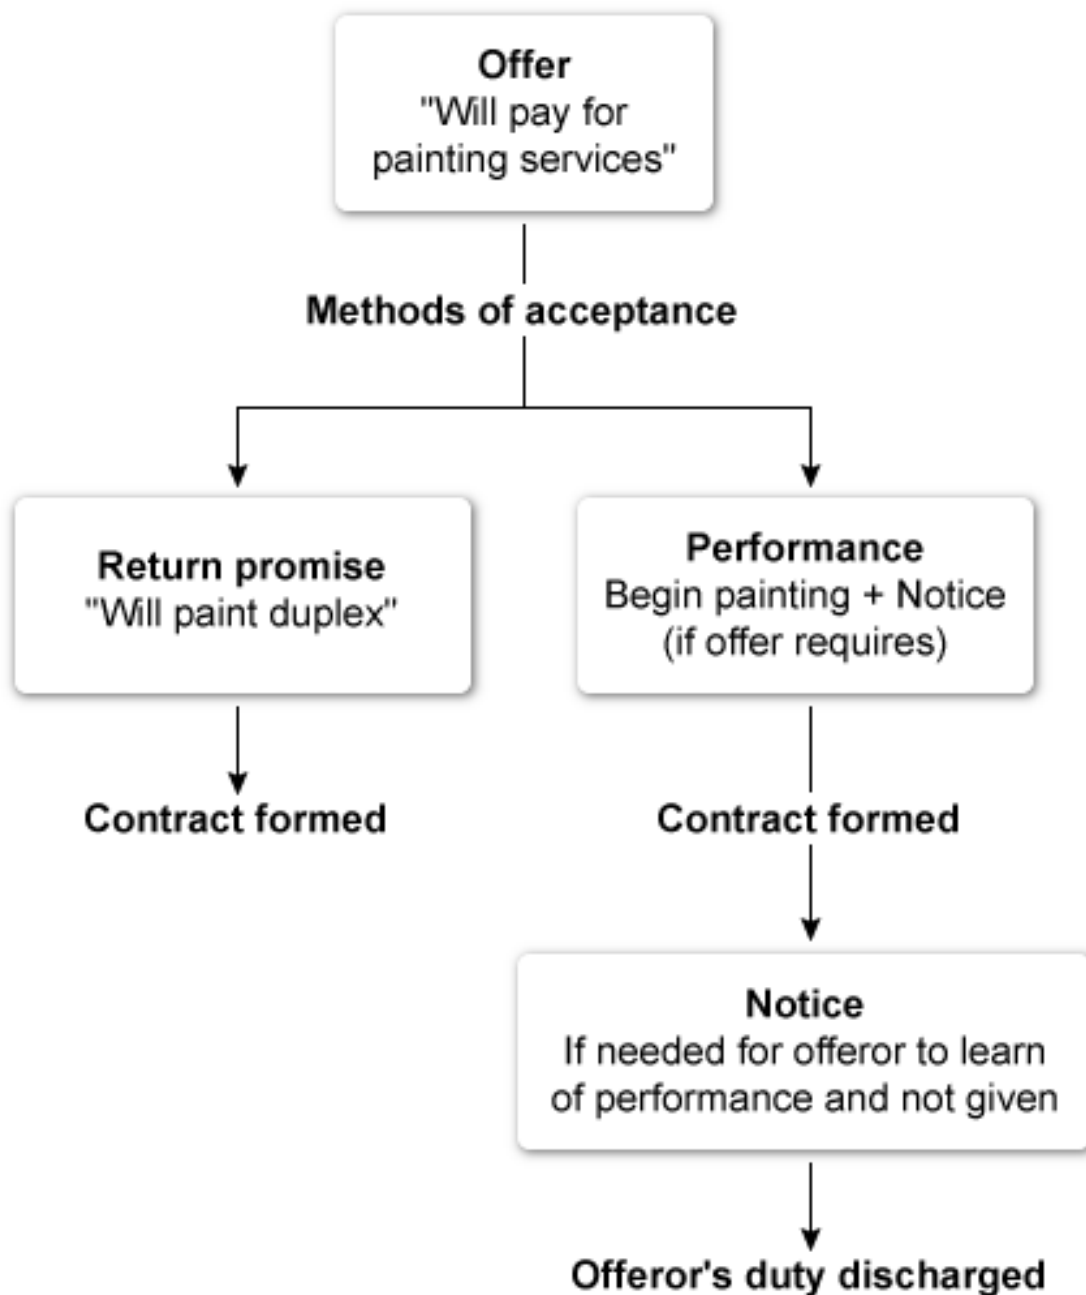 Offer
"Will pay for
painting services"
Methods of acceptance
Return promise
"Will paint duplex"
Performance
Begin painting + Notice
(if offer requires)
Contract formed
Contract formed
Notice
If needed for offeror to learn
of performance and not given
Offeror's duty discharged